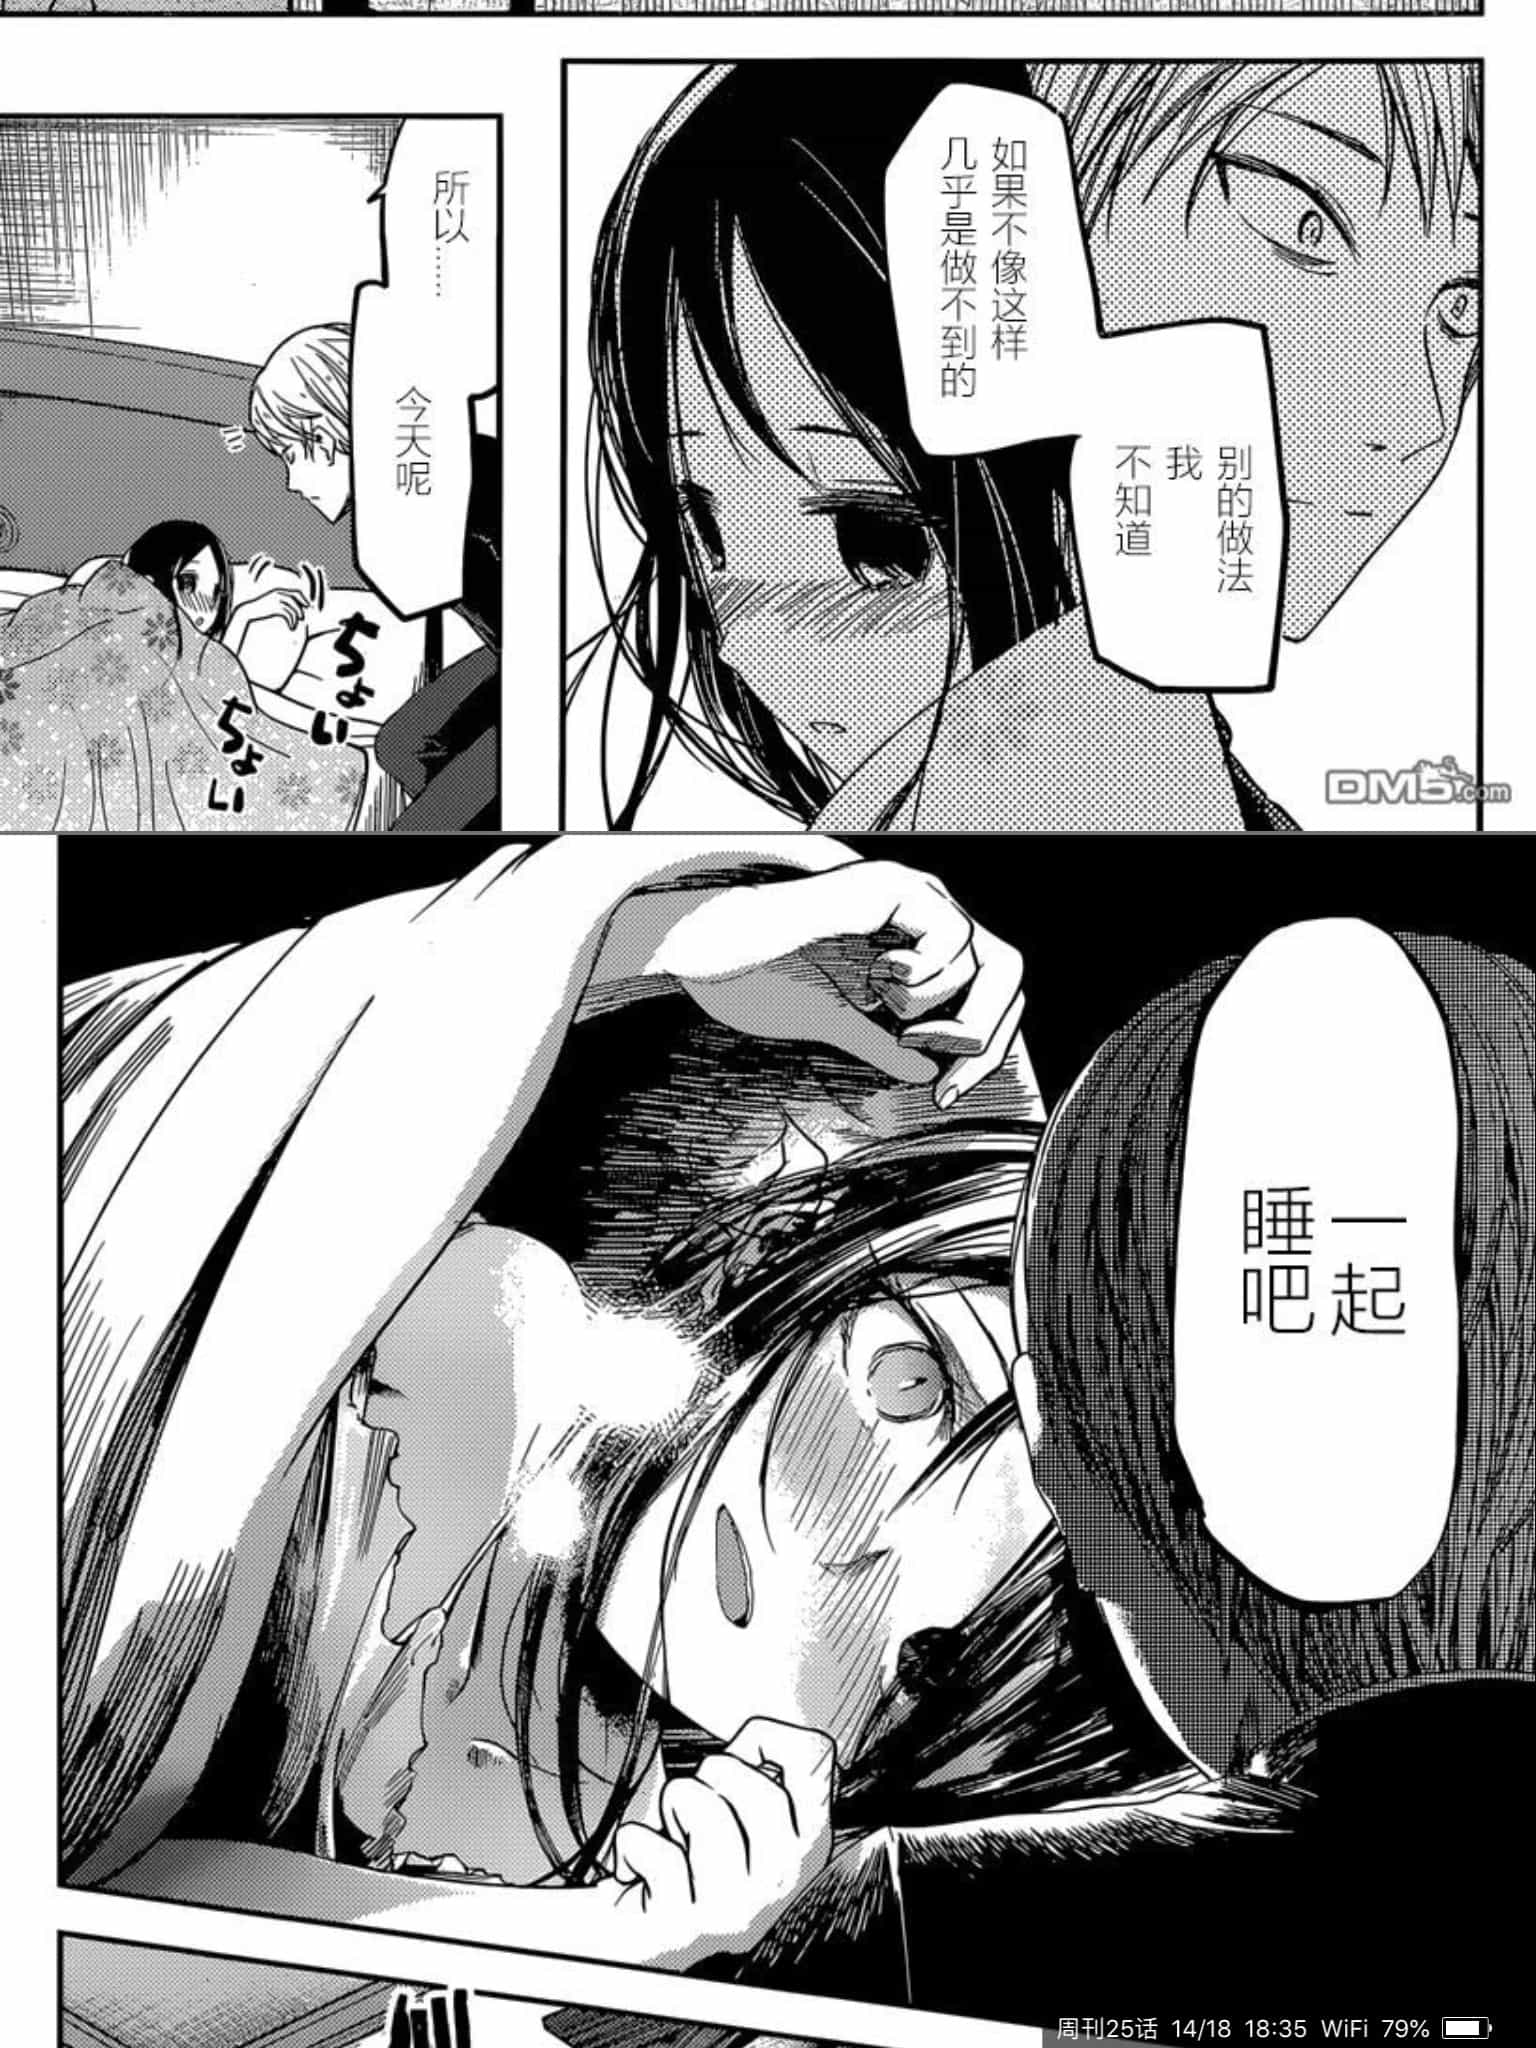 如果不像这样
几乎是做不到的
别的做法
我
不知道
所以……
今天呢
ちょい
ちょい
DM5.com
一起
睡吧
周刊25话 14/18 18:35 WiFi 79%